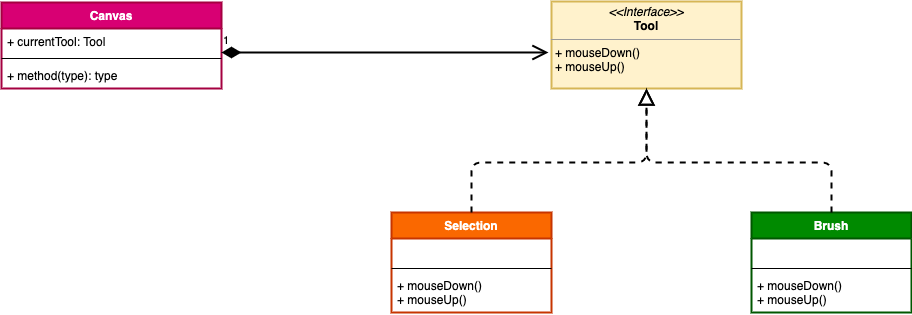 Canvas
+ currentTool: Tool
+ method(type): type
1
<<Interface>>
Tool
+ mouseDown()
+ mouseUp()
Selection
+ mouseDown()
+ mouseUp()
Brush
+ mouseDown()
+ mouseUp()